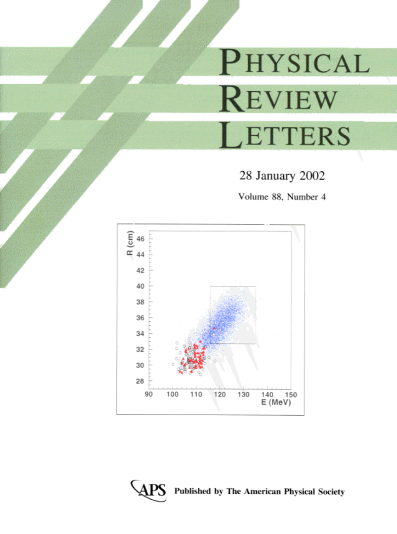 PHYSICAL
REVIEW
LETTERS
28 January 2002
Volume 88, Number 4
R (cm)
46
44
42
40
38
36
34
32
30
28
90 100 110 120 130 140 150
E (MeV)
APS Published by The American Physical Society